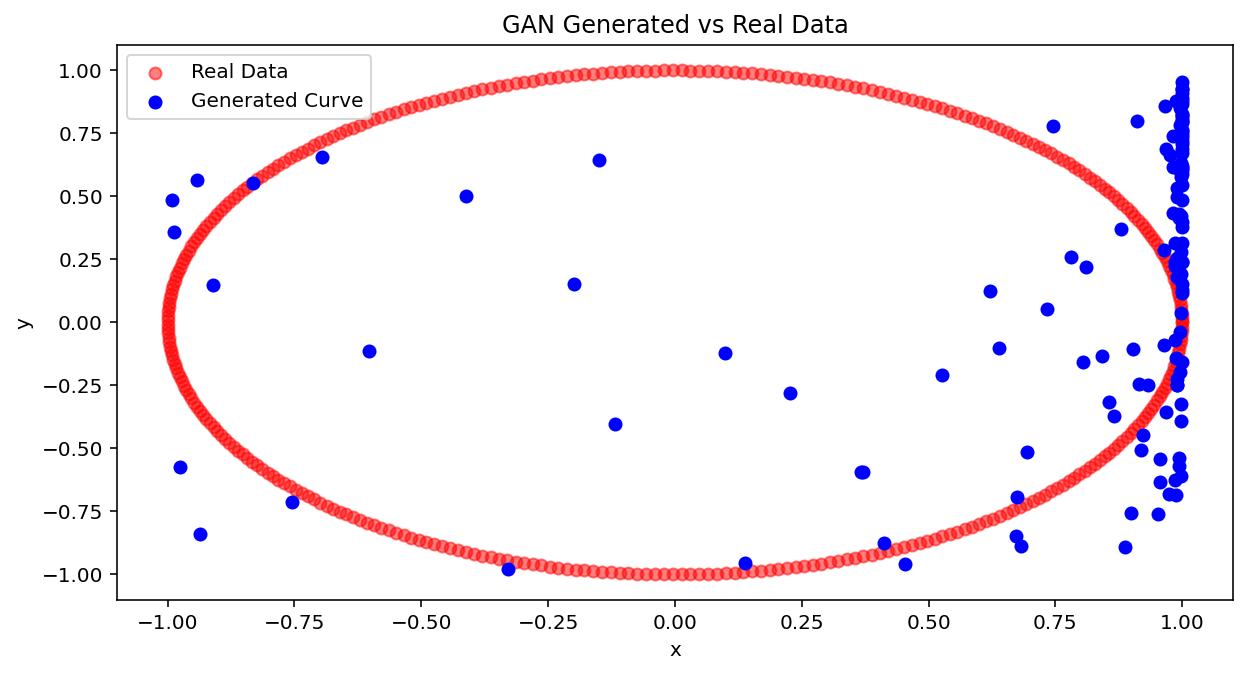 GAN Generated vs Real Data
Real Data
Generated Curve
1.00
0.75
0.50
0.25
0.00
−0.25
−0.50
−0.75
−1.00
y
−1.00 −0.75 −0.50 −0.25 0.00 0.25 0.50 0.75 1.00
x